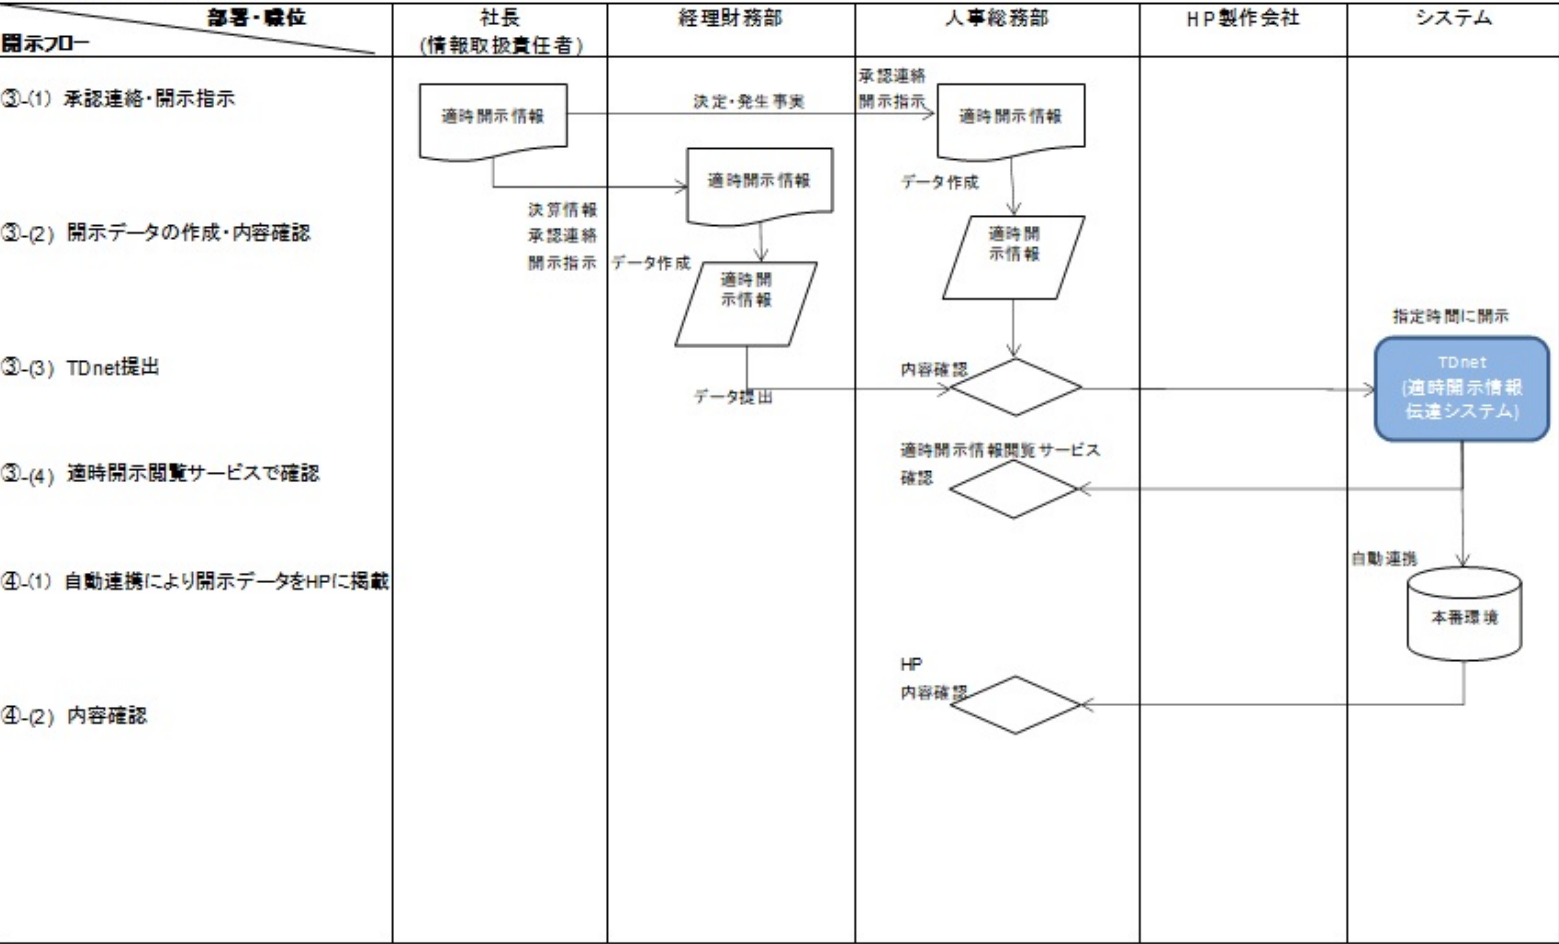 部署・職位
開示フロー
社長
(情報取扱責任者)
経理財務部
人事総務部
HP製作会社
システム
③-(1) 承認連絡・開示指示
適時開示情報
決定・発生事実
承認連絡
開示指示
適時開示情報
適時開示情報
データ作成
③-(2) 開示データの作成・内容確認
決算情報
承認連絡
開示指示
データ作成
適時開
示情報
適時開
示情報
指定時間に開示
③-(3) TDnet提出
データ提出
内容確認
TDnet
(適時開示情報
伝達システム)
③-(4) 適時開示閲覧サービスで確認
適時開示情報閲覧サービス
確認
④-(1) 自動連携により開示データをHPに掲載
自動連携
本番環境
④-(2) 内容確認
HP
内容確認